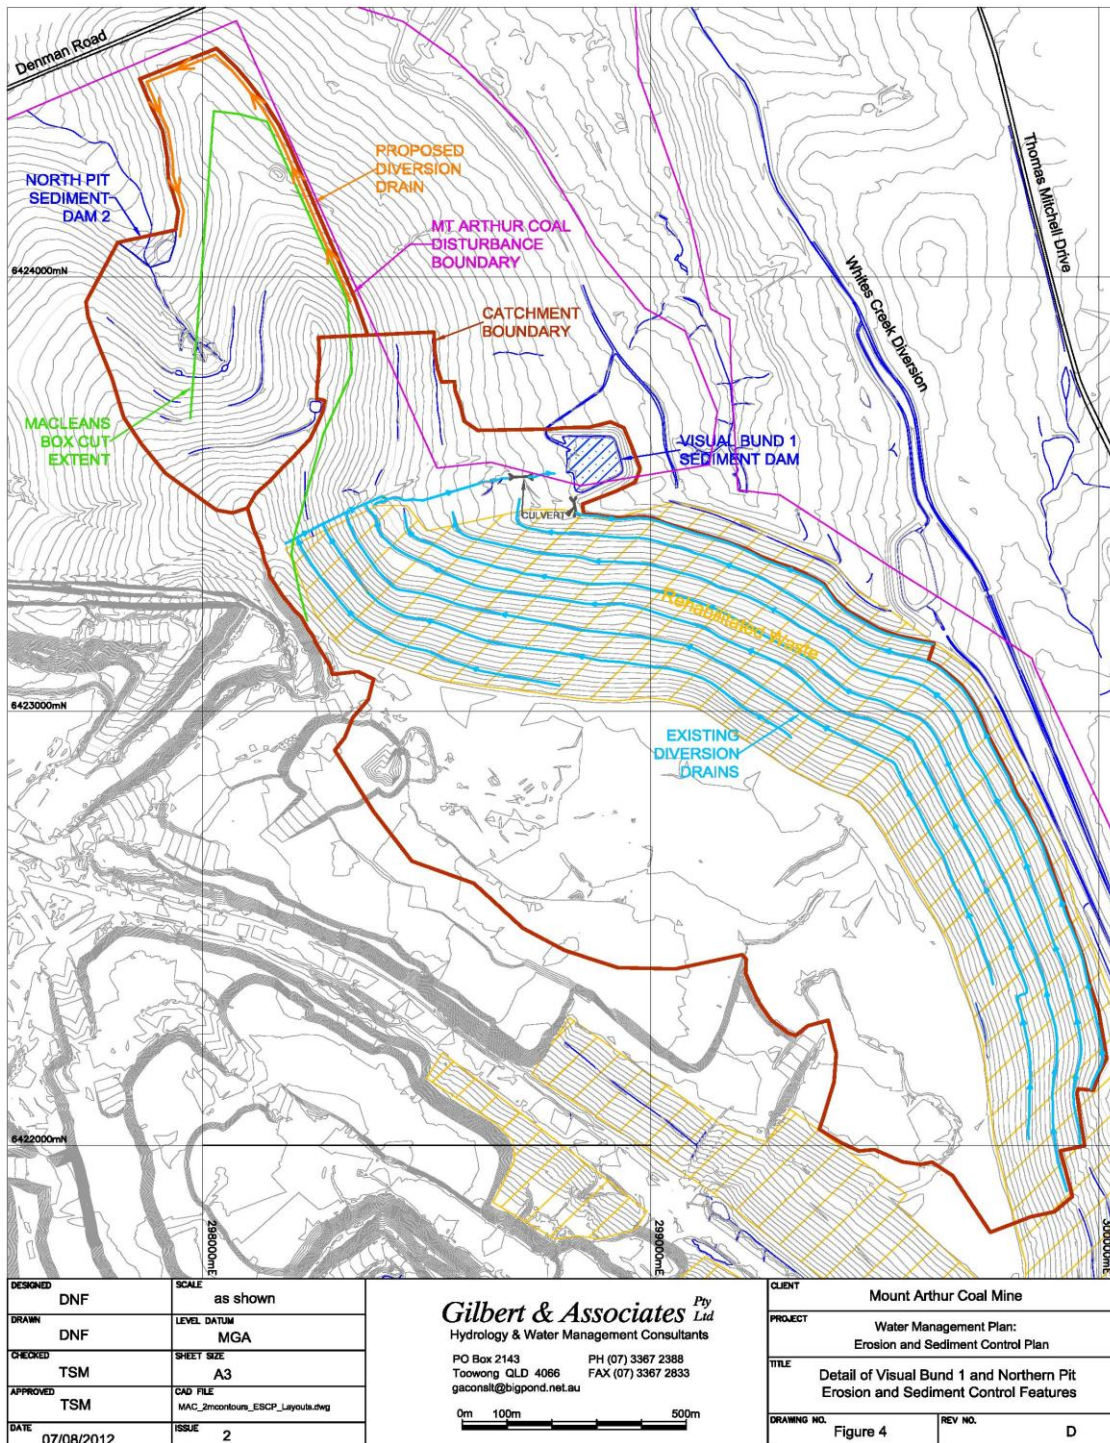 Denman Road
PROPOSED
DIVERSION
DRAIN
NORTH PIT
SEDIMENT
DAM 2
MT ARTHUR COAL
DISTURBANCE
BOUNDARY
Thomas Mitchell Drive
6424000mN
Whites Creek Diversion
CATCHMENT
BOUNDARY
MACLEANS
BOX CUT
EXTENT
VISUAL BUND 1
SEDIMENT DAM
CULVERT
Rehabilitated Waste
6423000mN
EXISTING
DIVERSION
DRAINS
6422000mN
298000mE
299000mE
300000mE
DESIGNED
DNF
SCALE
as shown
DRAWN
DNF
LEVEL DATUM
MGA
CHECKED
TSM
SHEET SIZE
A3
APPROVED
TSM
CAD FILE
MAC_2mcontours_ESCP_Layouts.dwg
DATE
07/08/2012
ISSUE
2
Gilbert & Associates Pty Ltd
Hydrology & Water Management Consultants
PO Box 2143 PH (07) 3367 2388
Toowong QLD 4066 FAX (07) 3367 2833
gaconslt@bigpond.net.au
0m 100m 500m
CLIENT
Mount Arthur Coal Mine
PROJECT
Water Management Plan:
Erosion and Sediment Control Plan
TITLE
Detail of Visual Bund 1 and Northern Pit
Erosion and Sediment Control Features
DRAWING NO.
Figure 4
REV NO.
D